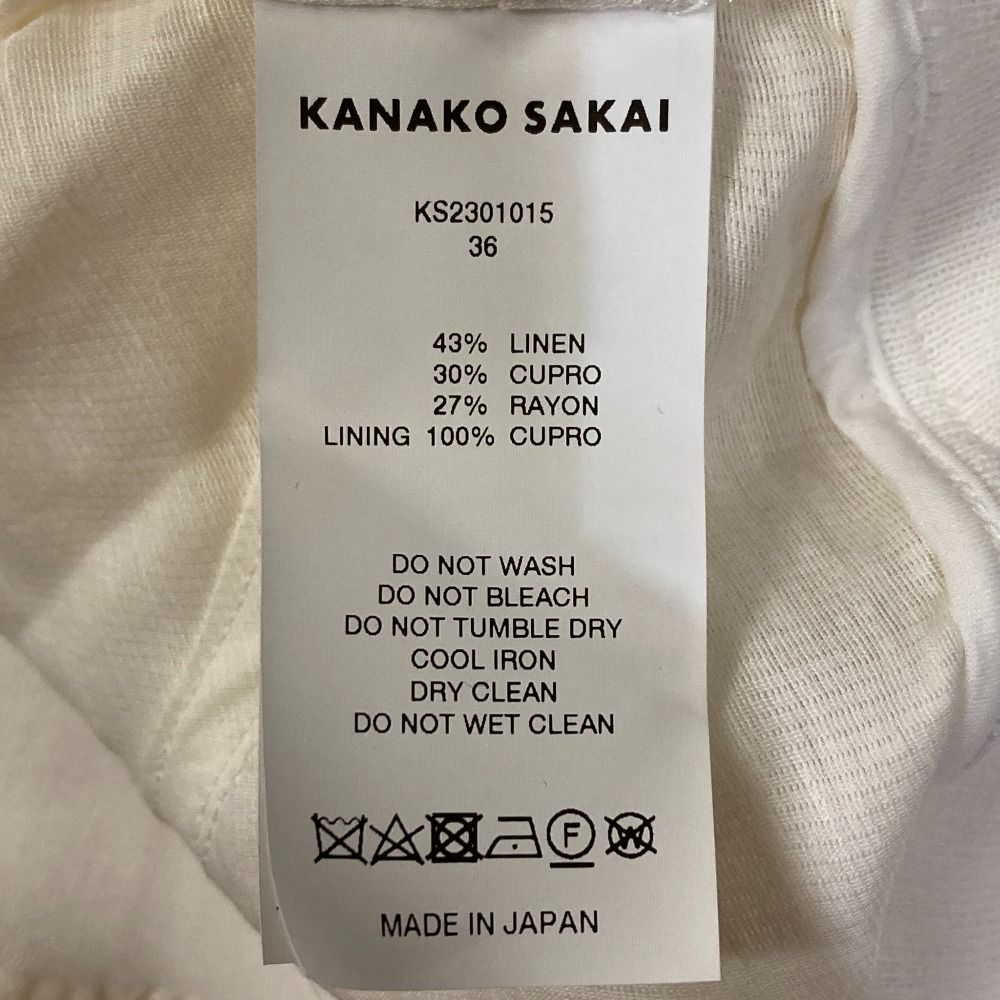 KANAKO SAKAI
KS2301015
36
43% LINEN
30% CUPRO
27% RAYON
LINING 100% CUPRO
DO NOT WASH
DO NOT BLEACH
DO NOT TUMBLE DRY
COOL IRON
DRY CLEAN
DO NOT WET CLEAN
F W
MADE IN JAPAN